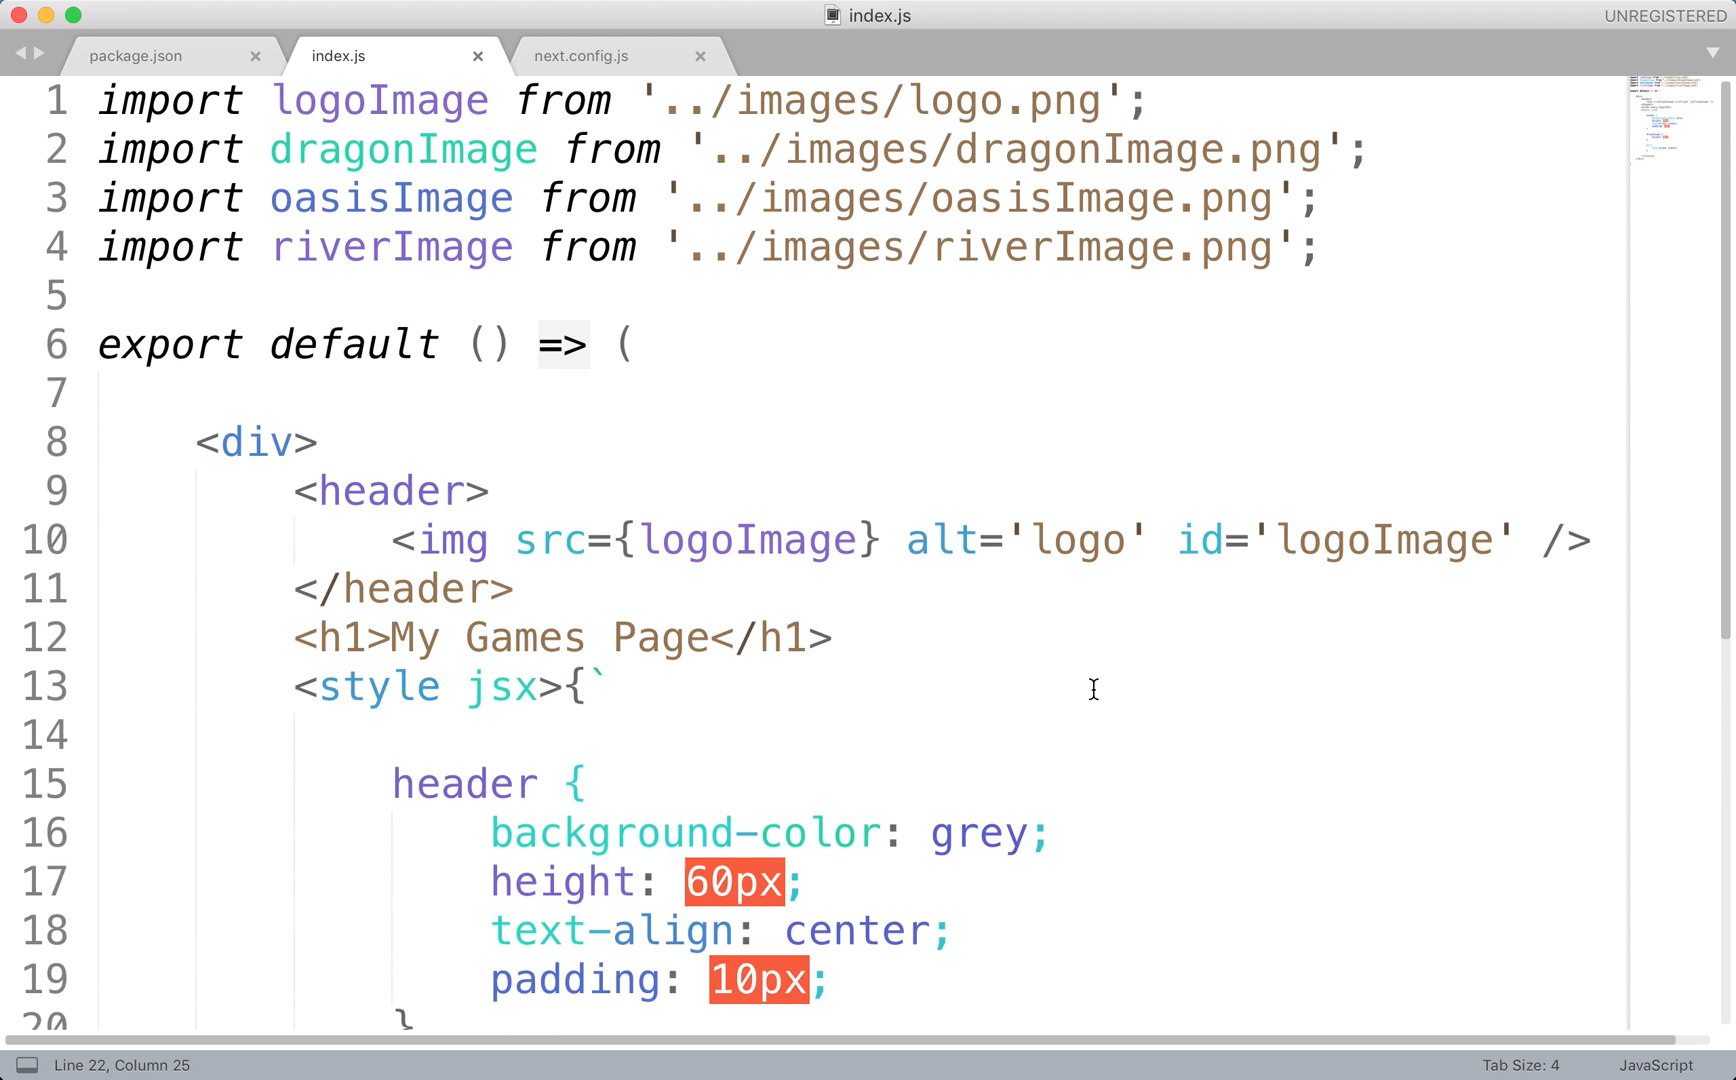 index.js
UNREGISTERED
package.json
index.js
next.config.js
1 import logoImage from '../images/logo.png';
2 import dragonImage from '../images/dragonImage.png';
3 import oasisImage from '../images/oasisImage.png';
4 import riverImage from '../images/riverImage.png';
5
6 export default () => (
7
8 <div>
9 <header>
10 <img src={logoImage} alt='logo' id='logoImage' />
11 </header>
12 <h1>My Games Page</h1>
13 <style jsx>{`
14
15 header {
16 background-color: grey;
17 height: 60px;
18 text-align: center;
19 padding: 10px;
20 }
Line 22, Column 25
Tab Size: 4
JavaScript